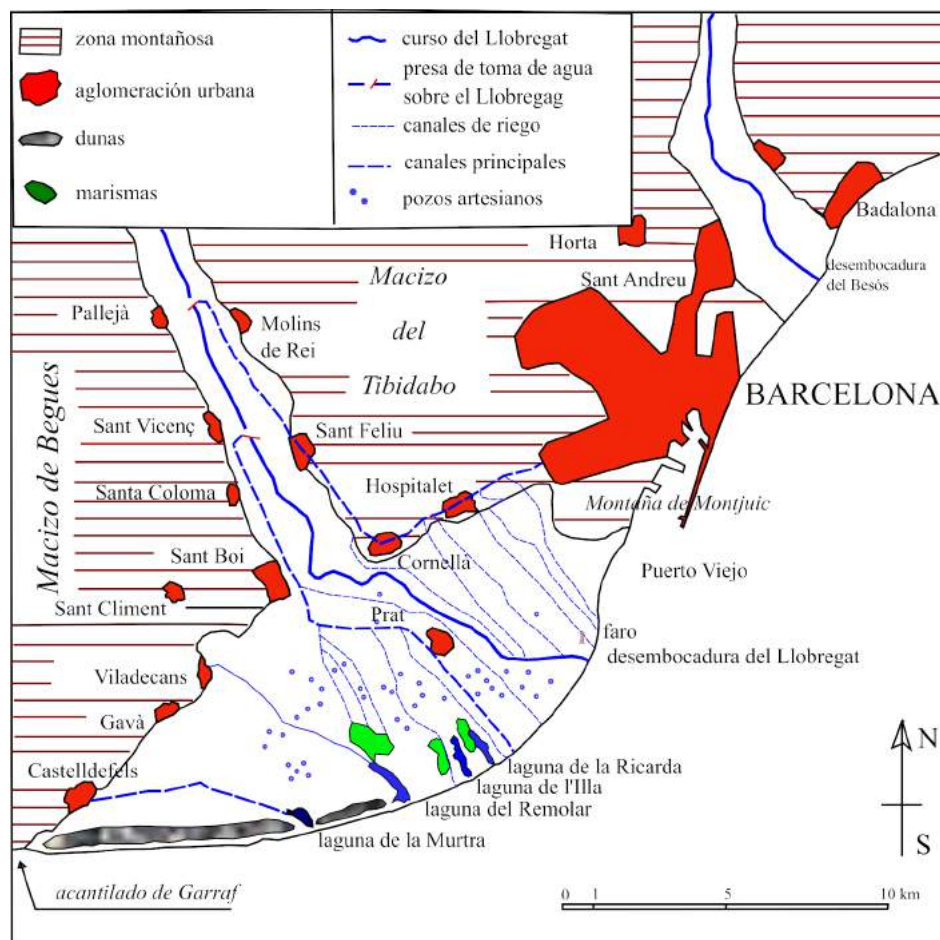 zona montañosa
aglomeración urbana
dunas
marismas
curso del Llobregat
presa de toma de agua
sobre el Llobregag
canales de riego
canales principales
pozos artesianos
Badalona
Horta
Sant Andreu
desembocadura
del Besós
Macizo
del
Tibidabo
Pallejà
Molins
de Rei
BARCELONA
Macizo de Begues
Sant Vicenç
Sant Feliu
Santa Coloma
Hospitalet
Montaña de Montjuic
Sant Boi
Cornellà
Puerto Viejo
Sant Climent
Prat
faro
desembocadura del Llobregat
Viladecans
Gavà
Castelldefels
laguna de la Ricarda
laguna de l'Illa
laguna del Remolar
laguna de la Murtra
acantilado de Garraf
N
S
0 1 5 10 km